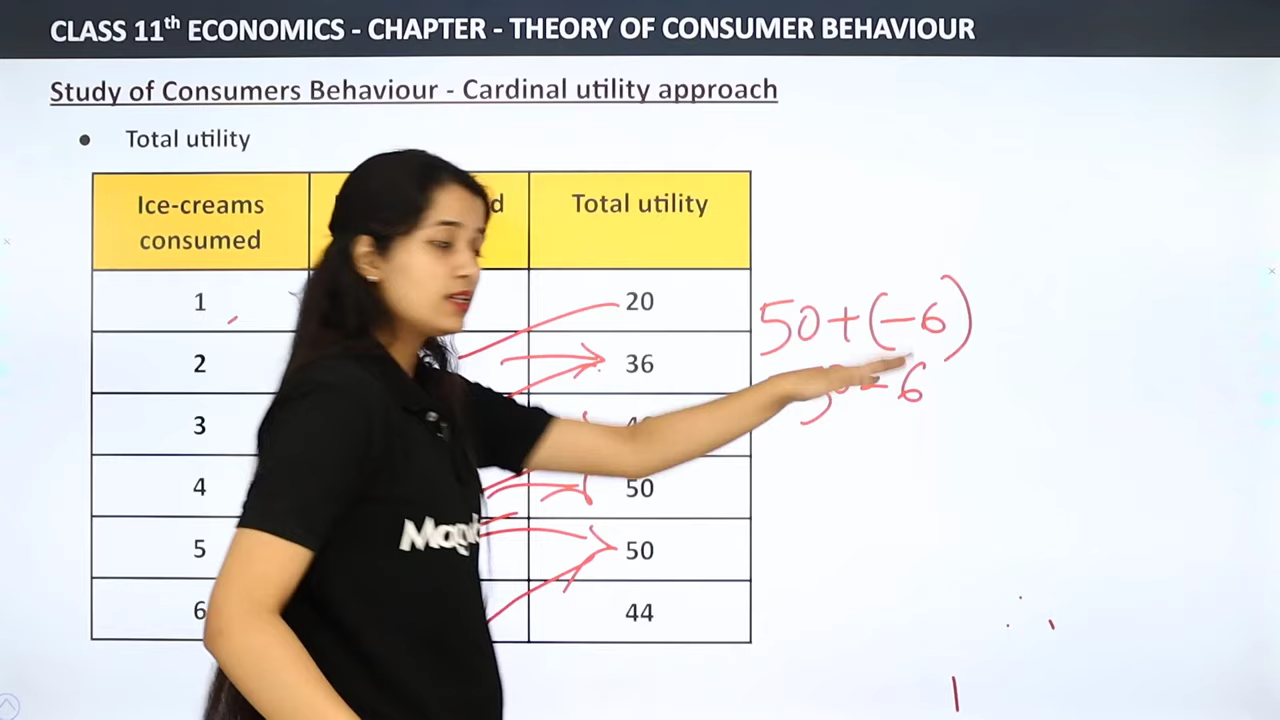 CLASS 11th ECONOMICS - CHAPTER - THEORY OF CONSUMER BEHAVIOUR
Study of Consumers Behaviour - Cardinal utility approach
● Total utility
Ice-creams consumed
Total utility
1 20
2 36
3
4 50
5 50
6 44
50+(-6)
- 6